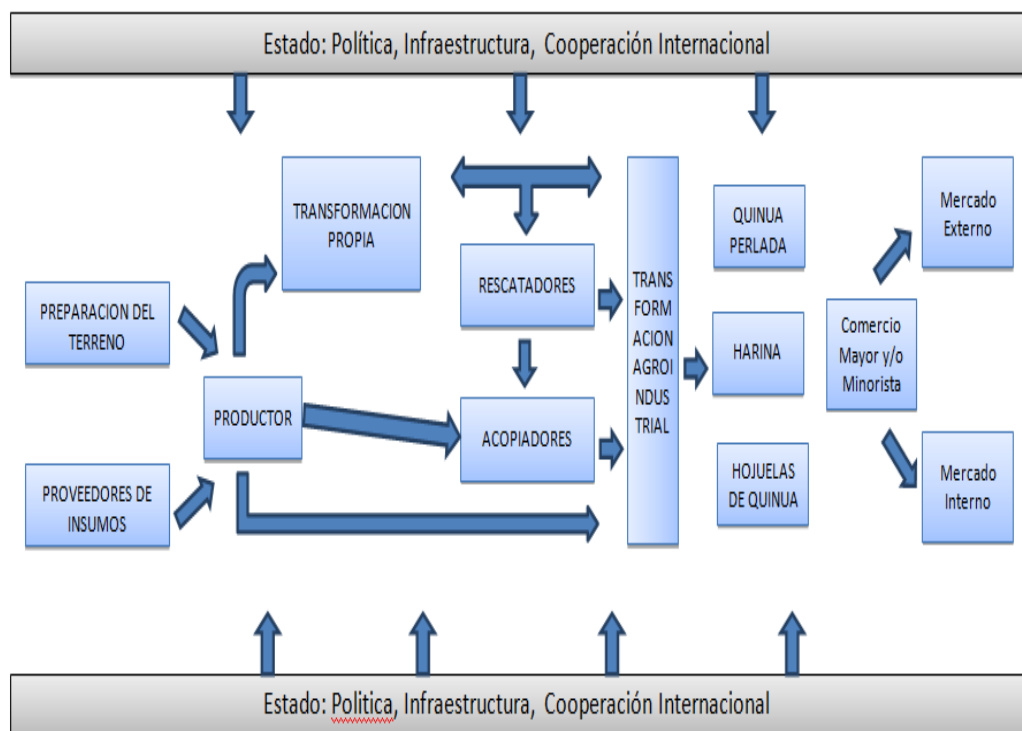 Estado: Política, Infraestructura, Cooperación Internacional
TRANSFORMACION
PROPIA
PREPARACION DEL
TERRENO
PRODUCTOR
PROVEEDORES DE
INSUMOS
RESCATADORES
ACOPIADORES
TRANS
FORM
ACION
AGROI
NDUS
TRIAL
QUINUA
PERLADA
HARINA
HOJUELAS
DE QUINUA
Comercio
Mayor y/o
Minorista
Mercado
Externo
Mercado
Interno
Estado: Politica, Infraestructura, Cooperación Internacional